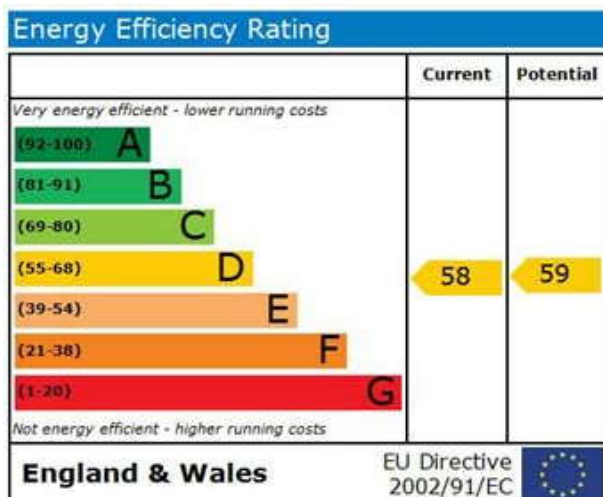 Energy Efficiency Rating
Current Potential
Very energy efficient - lower running costs
(92-100) A
(81-91) B
(69-80) C
(55-68) D 58 59
(39-54) E
(21-38) F
(1-20) G
Not energy efficient - higher running costs
England & Wales
EU Directive
2002/91/EC